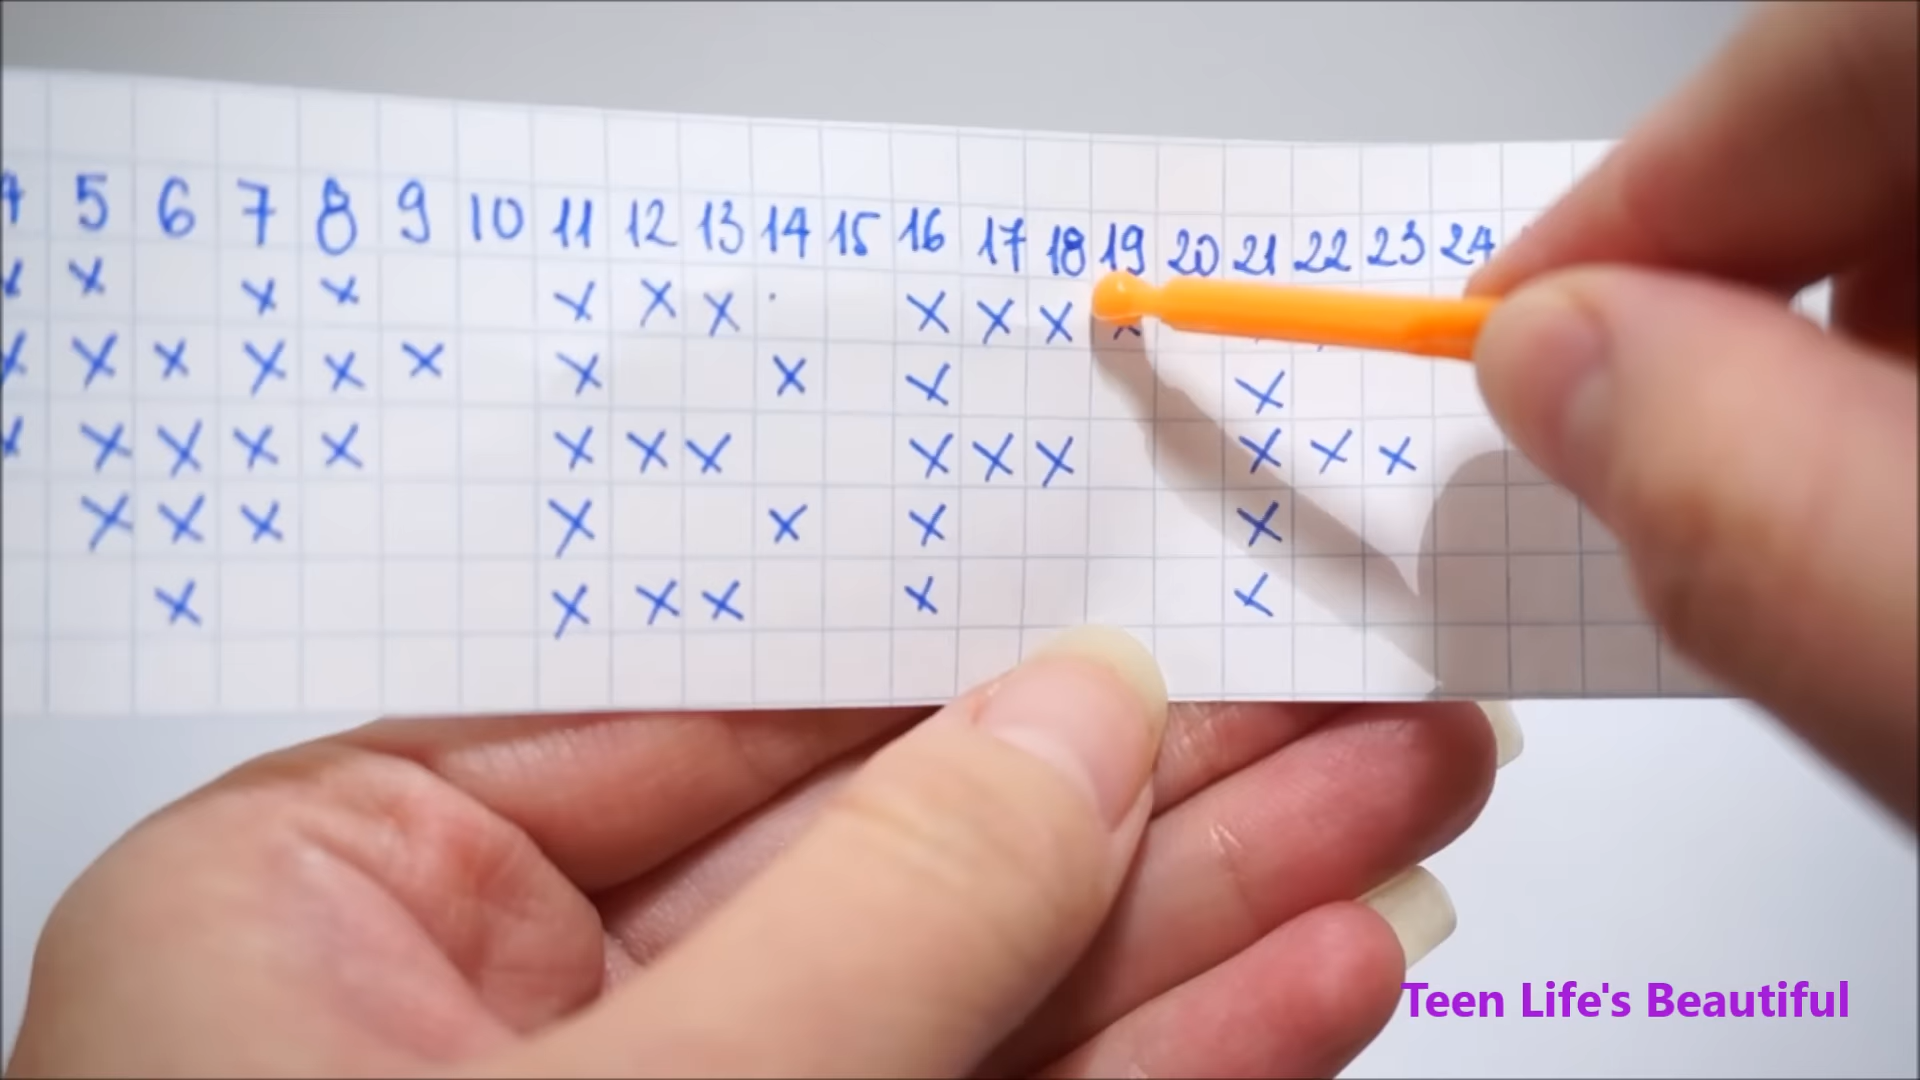 4 5 6 7 8 9 10 11 12 13 14 15 16 17 18 19 20 21 22 23 24
x x x x x x x x x x x
x x x x x x x x x x x
x x x x x x x x x x x x x x
x x x x x x x
x x x x x x
Teen Life's Beautiful